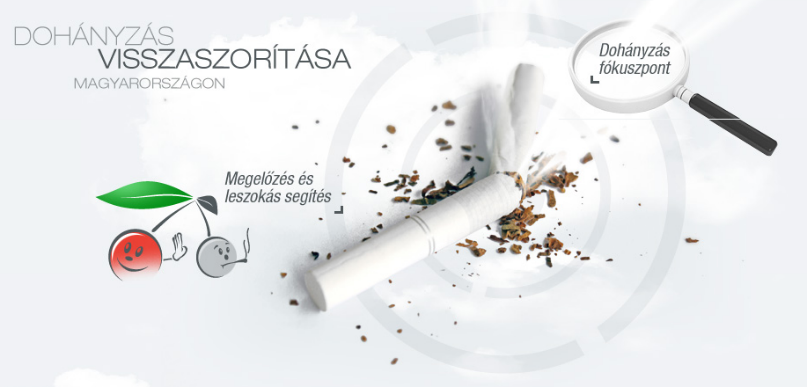 DOHÁNYZÁS
VISSZASZORÍTÁSA
MAGYARORSZÁGON
Dohányzás
fókuszpont
Megelőzés és
leszokás segítés